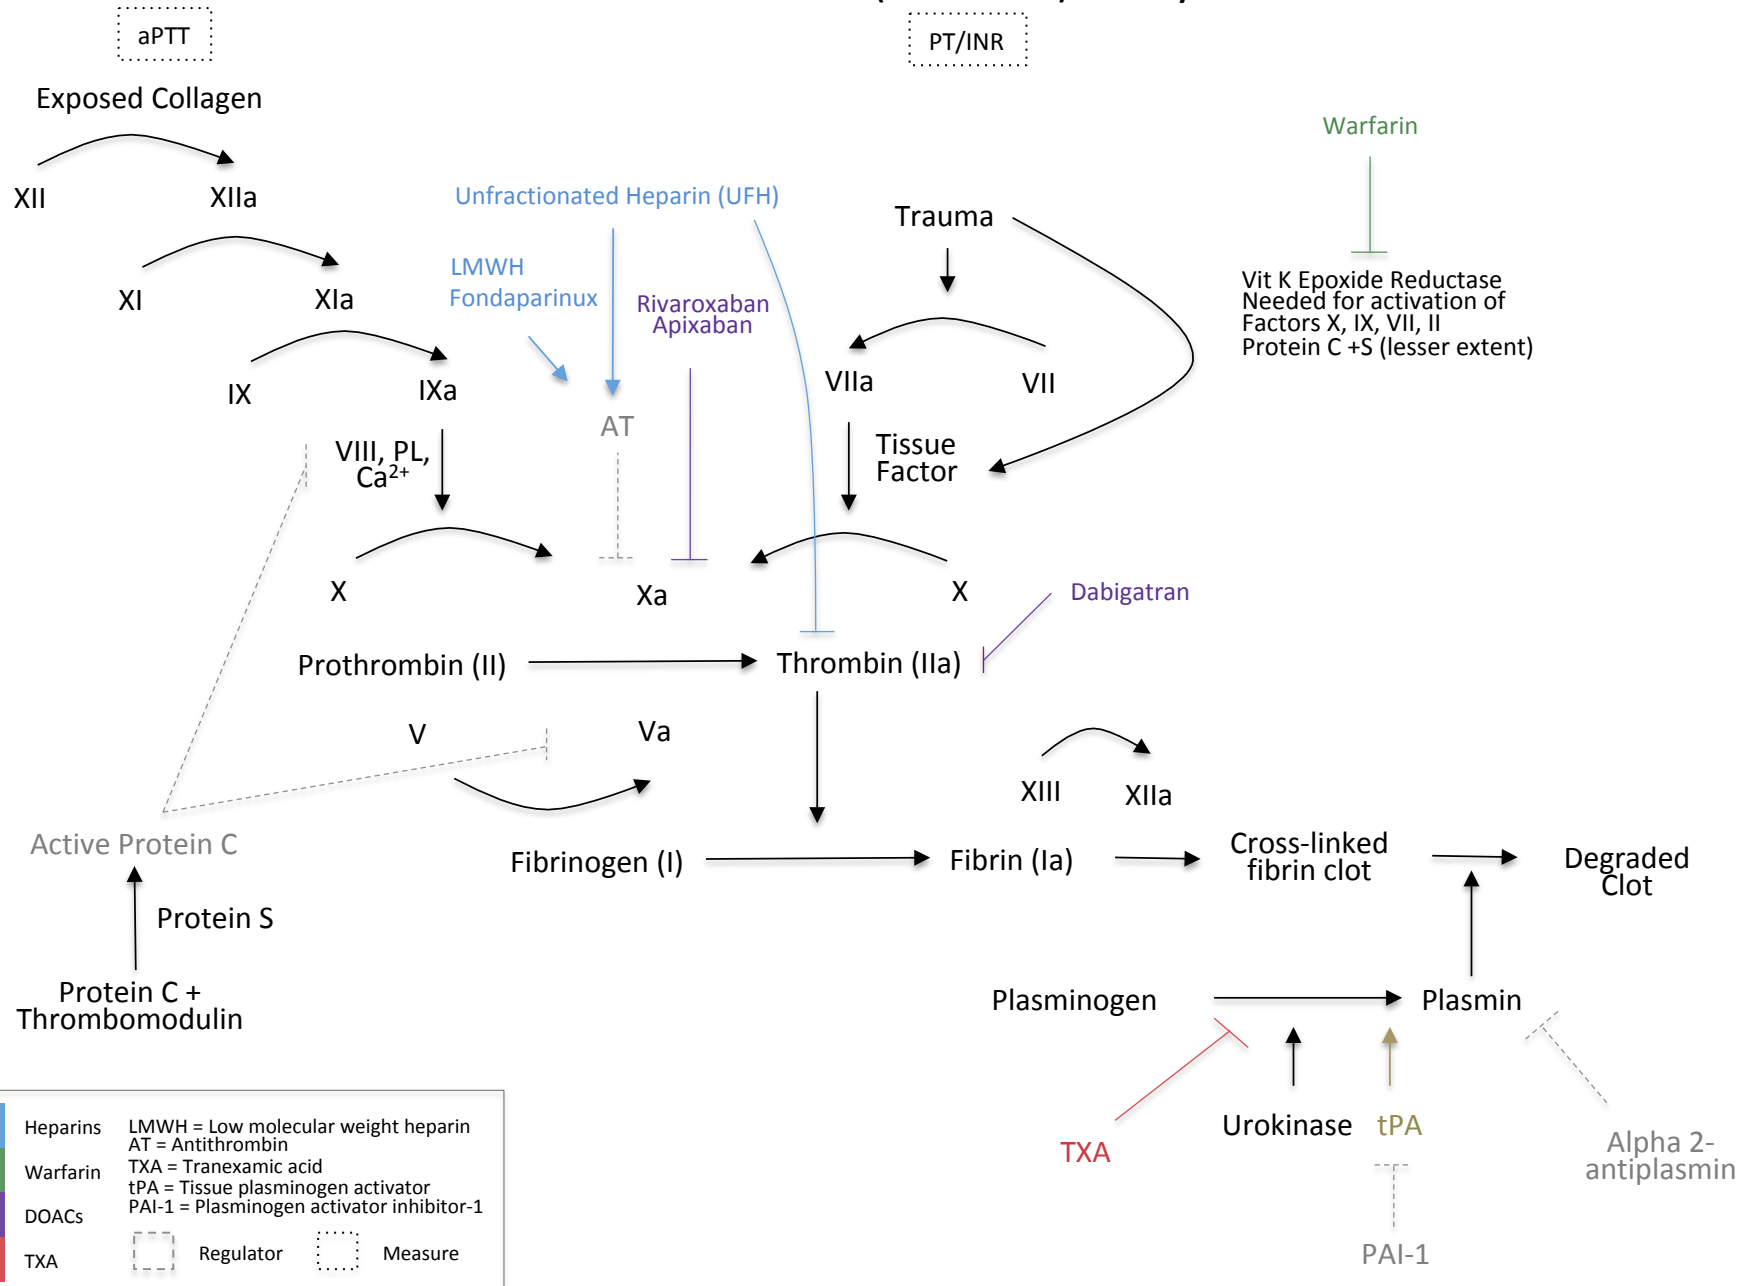 aPTT
PT/INR
Exposed Collagen
Warfarin
XII
XIIa
Unfractionated Heparin (UFH)
Trauma
LMWH
Fondaparinux
Rivaroxaban
Apixaban
XI
XIa
Vit K Epoxide Reductase
Needed for activation of
Factors X, IX, VII, II
Protein C +S (lesser extent)
IX
IXa
VIIa
VII
AT
VIII, PL,
Ca2+
Tissue
Factor
X
Xa
X
Dabigatran
Prothrombin (II)
Thrombin (IIa)
V
Va
XIII
XIIa
Active Protein C
Fibrinogen (I)
Fibrin (Ia)
Cross-linked
fibrin clot
Degraded
Clot
Protein S
Protein C +
Thrombomodulin
Plasminogen
Plasmin
TXA
Urokinase
tPA
Alpha 2-
antiplasmin
PAI-1
Heparins
Warfarin
DOACs
TXA
LMWH = Low molecular weight heparin
AT = Antithrombin
TXA = Tranexamic acid
tPA = Tissue plasminogen activator
PAI-1 = Plasminogen activator inhibitor-1
Regulator
Measure